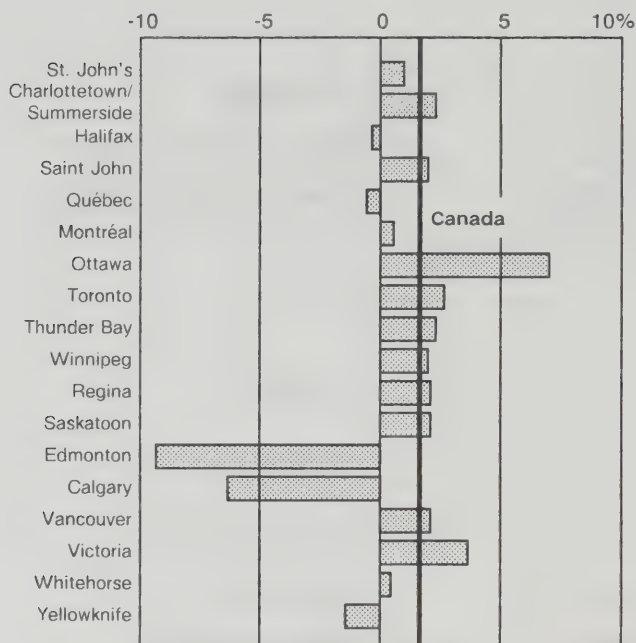 -10 -5 0 5 10%
St. John's
Charlottetown/
Summerside
Halifax
Saint John
Québec
Canada
Montréal
Ottawa
Toronto
Thunder Bay
Winnipeg
Regina
Saskatoon
Edmonton
Calgary
Vancouver
Victoria
Whitehorse
Yellowknife